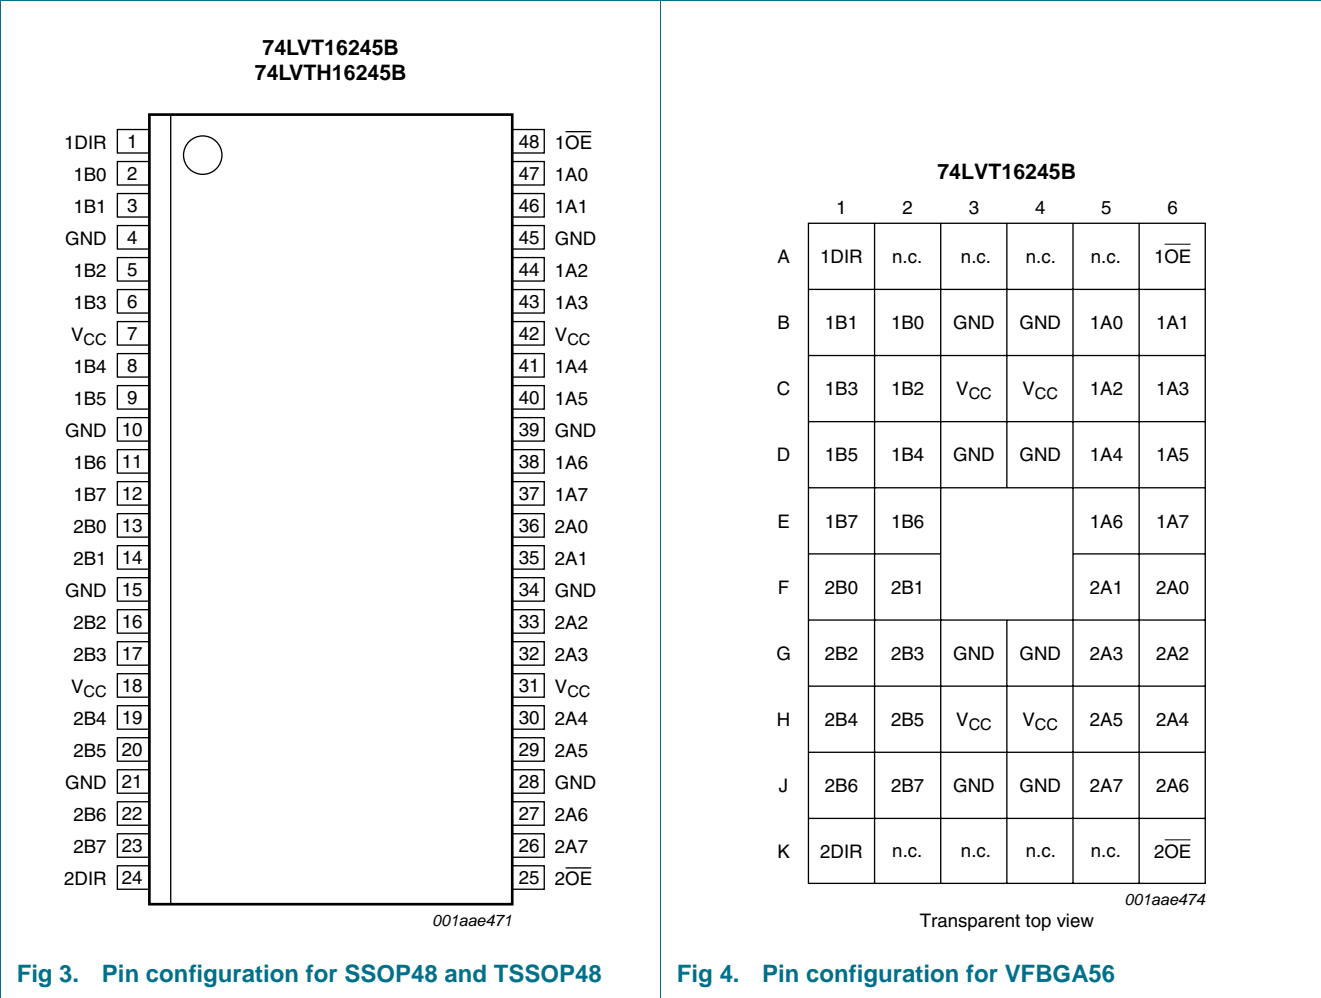 74LVT16245B
74LVTH16245B
1DIR 1 48 1O̅E̅
1B0 2 47 1A0
1B1 3 46 1A1
GND 4 45 GND
1B2 5 44 1A2
1B3 6 43 1A3
VCC 7 42 VCC
1B4 8 41 1A4
1B5 9 40 1A5
GND 10 39 GND
1B6 11 38 1A6
1B7 12 37 1A7
2B0 13 36 2A0
2B1 14 35 2A1
GND 15 34 GND
2B2 16 33 2A2
2B3 17 32 2A3
VCC 18 31 VCC
2B4 19 30 2A4
2B5 20 29 2A5
GND 21 28 GND
2B6 22 27 2A6
2B7 23 26 2A7
2DIR 24 25 2O̅E̅
001aae471
Fig 3. Pin configuration for SSOP48 and TSSOP48
74LVT16245B
1 2 3 4 5 6
A 1DIR n.c. n.c. n.c. n.c. 1O̅E̅
B 1B1 1B0 GND GND 1A0 1A1
C 1B3 1B2 VCC VCC 1A2 1A3
D 1B5 1B4 GND GND 1A4 1A5
E 1B7 1B6 1A6 1A7
F 2B0 2B1 2A1 2A0
G 2B2 2B3 GND GND 2A3 2A2
H 2B4 2B5 VCC VCC 2A5 2A4
J 2B6 2B7 GND GND 2A7 2A6
K 2DIR n.c. n.c. n.c. n.c. 2O̅E̅
001aae474
Transparent top view
Fig 4. Pin configuration for VFBGA56